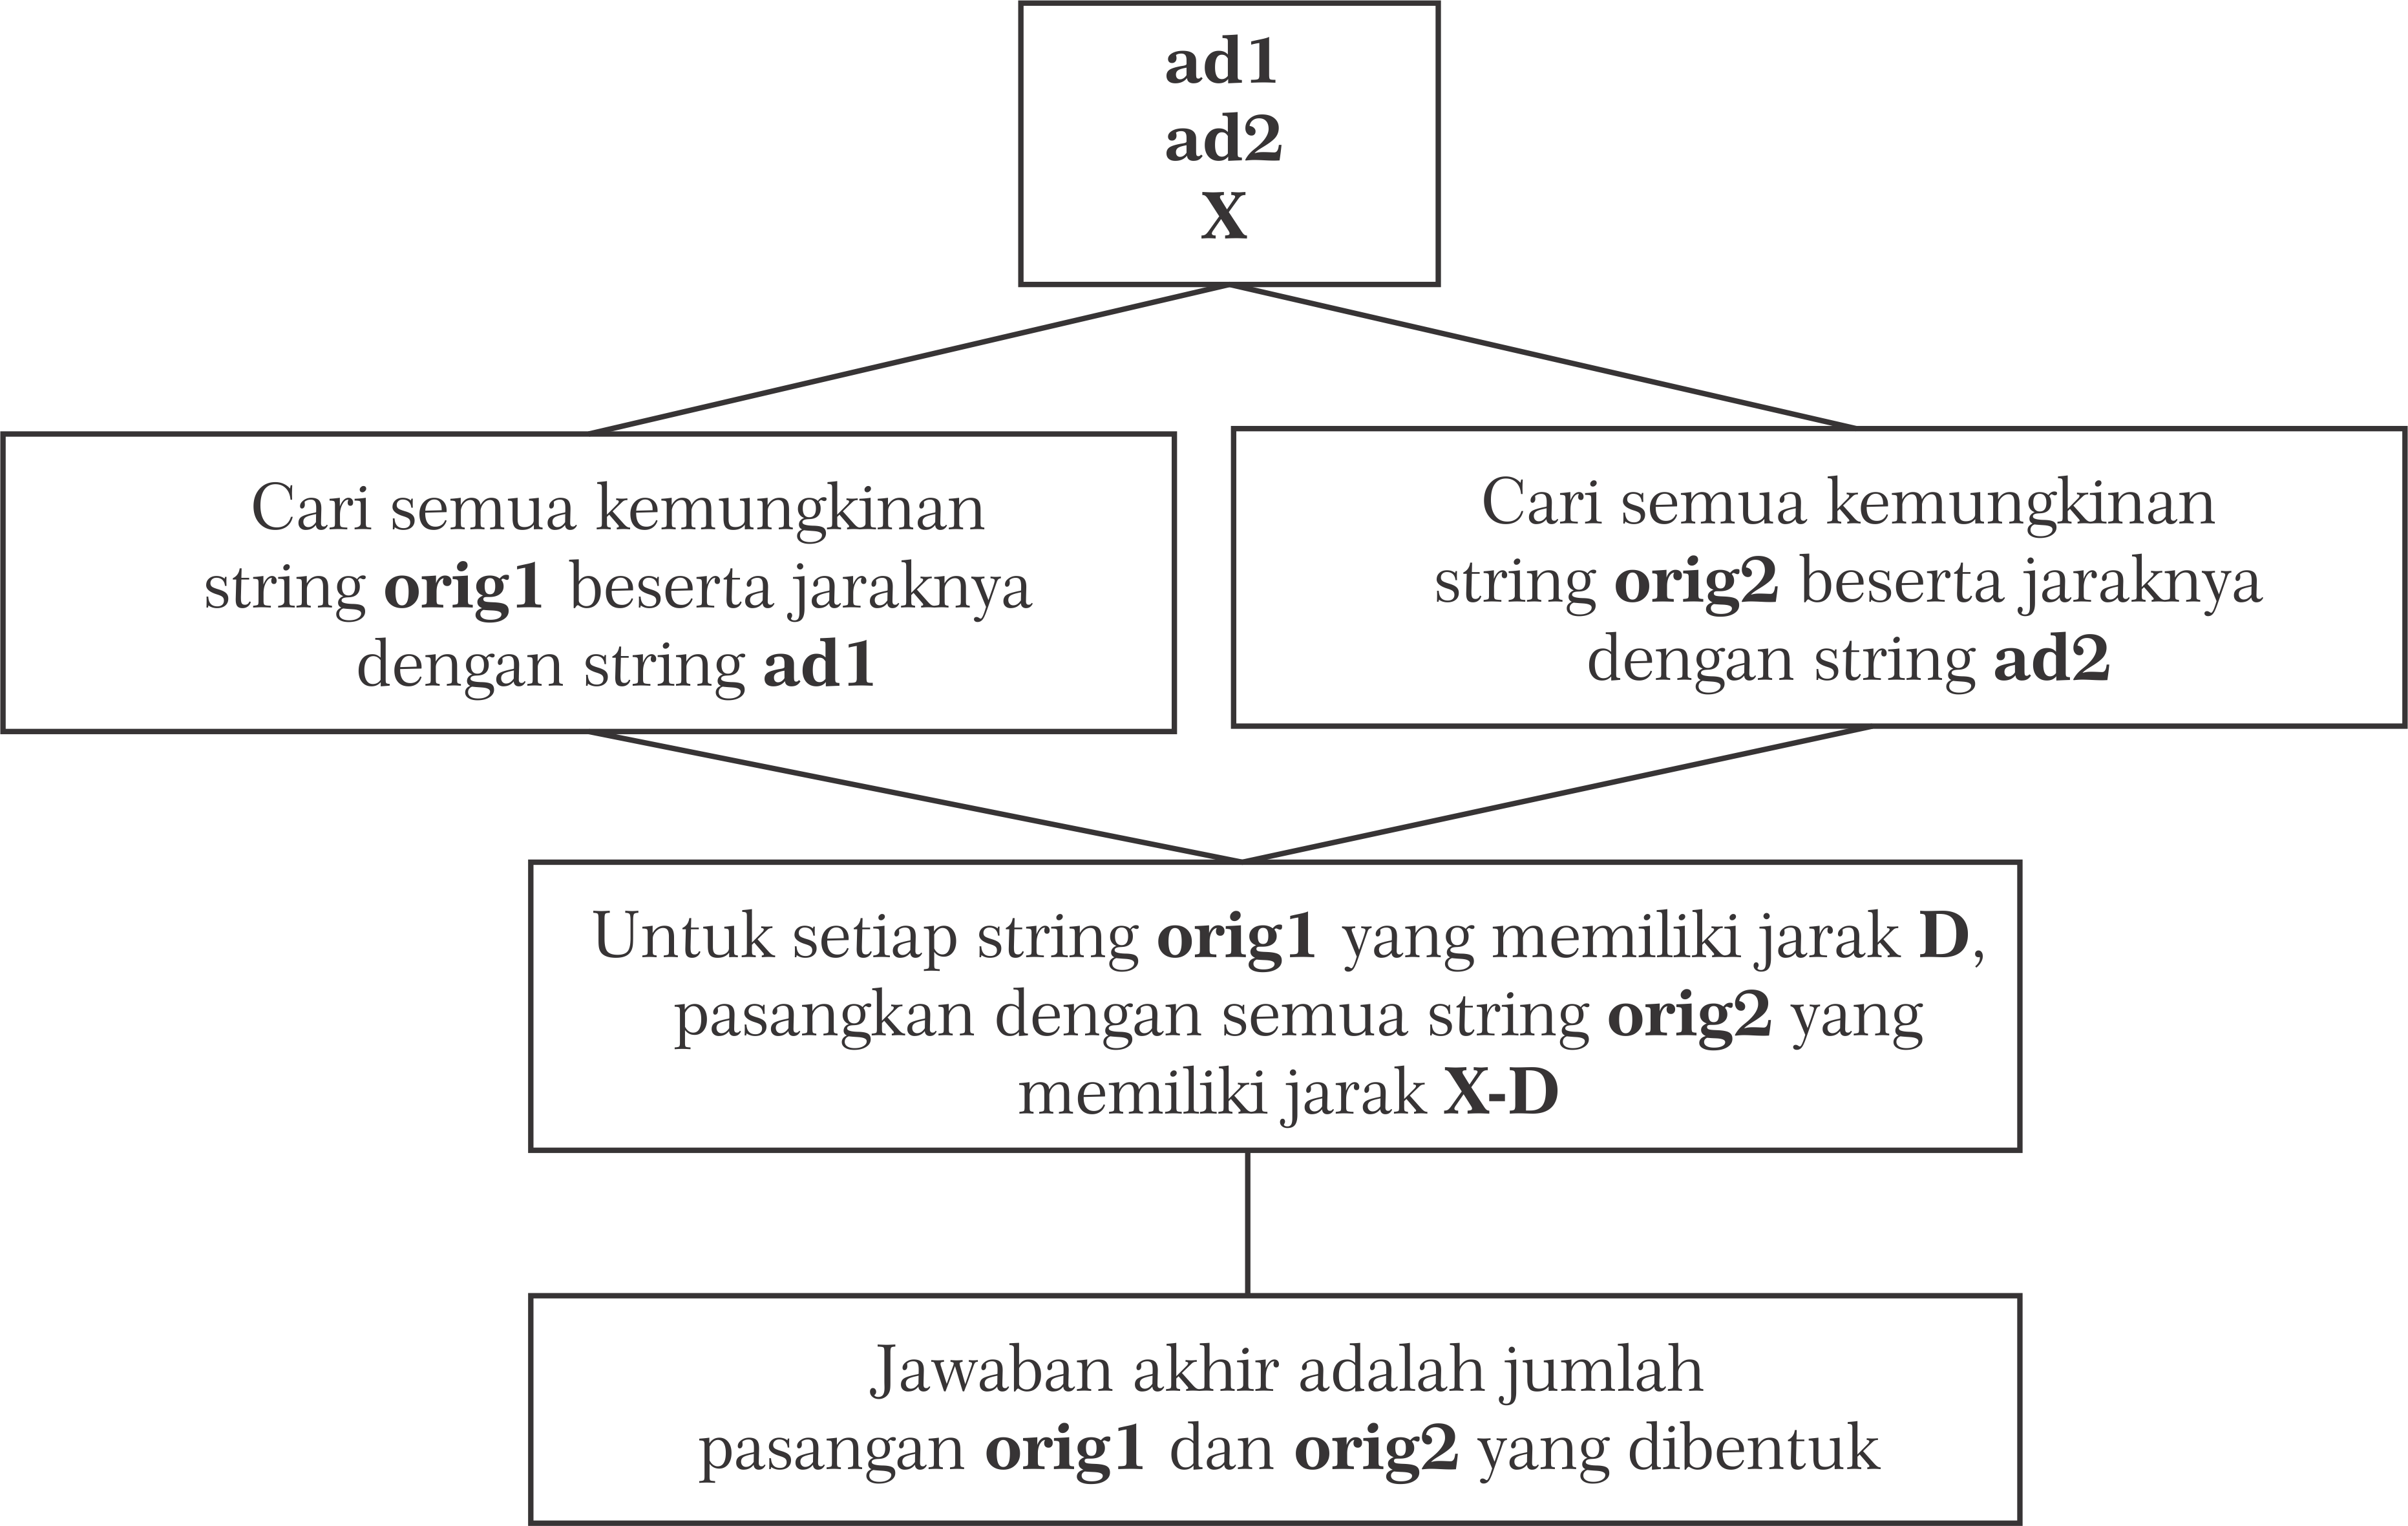 ad1
ad2
X
Cari semua kemungkinan
string orig1 beserta jaraknya
dengan string ad1
Cari semua kemungkinan
string orig2 beserta jaraknya
dengan string ad2
Untuk setiap string orig1 yang memiliki jarak D,
pasangkan dengan semua string orig2 yang
memiliki jarak X-D
Jawaban akhir adalah jumlah
pasangan orig1 dan orig2 yang dibentuk